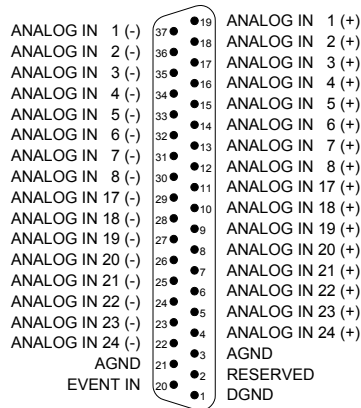 19 ANALOG IN 1 (+)
ANALOG IN 1 (-) 37
18 ANALOG IN 2 (+)
ANALOG IN 2 (-) 36
17 ANALOG IN 3 (+)
ANALOG IN 3 (-) 35
16 ANALOG IN 4 (+)
ANALOG IN 4 (-) 34
15 ANALOG IN 5 (+)
ANALOG IN 5 (-) 33
14 ANALOG IN 6 (+)
ANALOG IN 6 (-) 32
13 ANALOG IN 7 (+)
ANALOG IN 7 (-) 31
12 ANALOG IN 8 (+)
ANALOG IN 8 (-) 30
11 ANALOG IN 17 (+)
ANALOG IN 17 (-) 29
10 ANALOG IN 18 (+)
ANALOG IN 18 (-) 28
9 ANALOG IN 19 (+)
ANALOG IN 19 (-) 27
8 ANALOG IN 20 (+)
ANALOG IN 20 (-) 26
7 ANALOG IN 21 (+)
ANALOG IN 21 (-) 25
6 ANALOG IN 22 (+)
ANALOG IN 22 (-) 24
5 ANALOG IN 23 (+)
ANALOG IN 23 (-) 23
4 ANALOG IN 24 (+)
ANALOG IN 24 (-) 22
3 AGND
AGND 21
2 RESERVED
EVENT IN 20
1 DGND